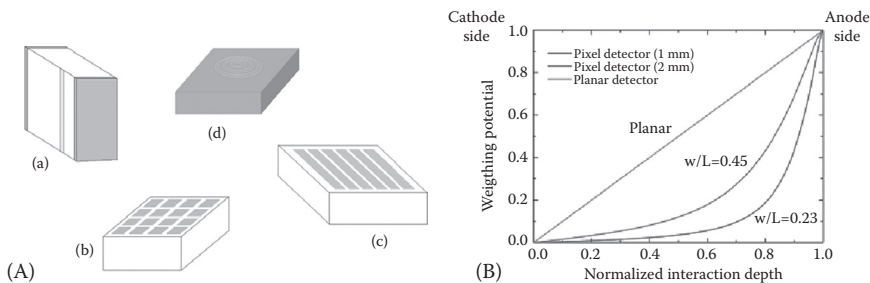 (A)
(a)
(b)
(c)
(d)
(B)
Cathode
side
Anode
side
Weigthing potential
1.0
0.8
0.6
0.4
0.2
0.0
Pixel detector (1 mm)
Pixel detector (2 mm)
Planar detector
Planar
w/L=0.45
w/L=0.23
0.0 0.2 0.4 0.6 0.8 1.0
Normalized interaction depth